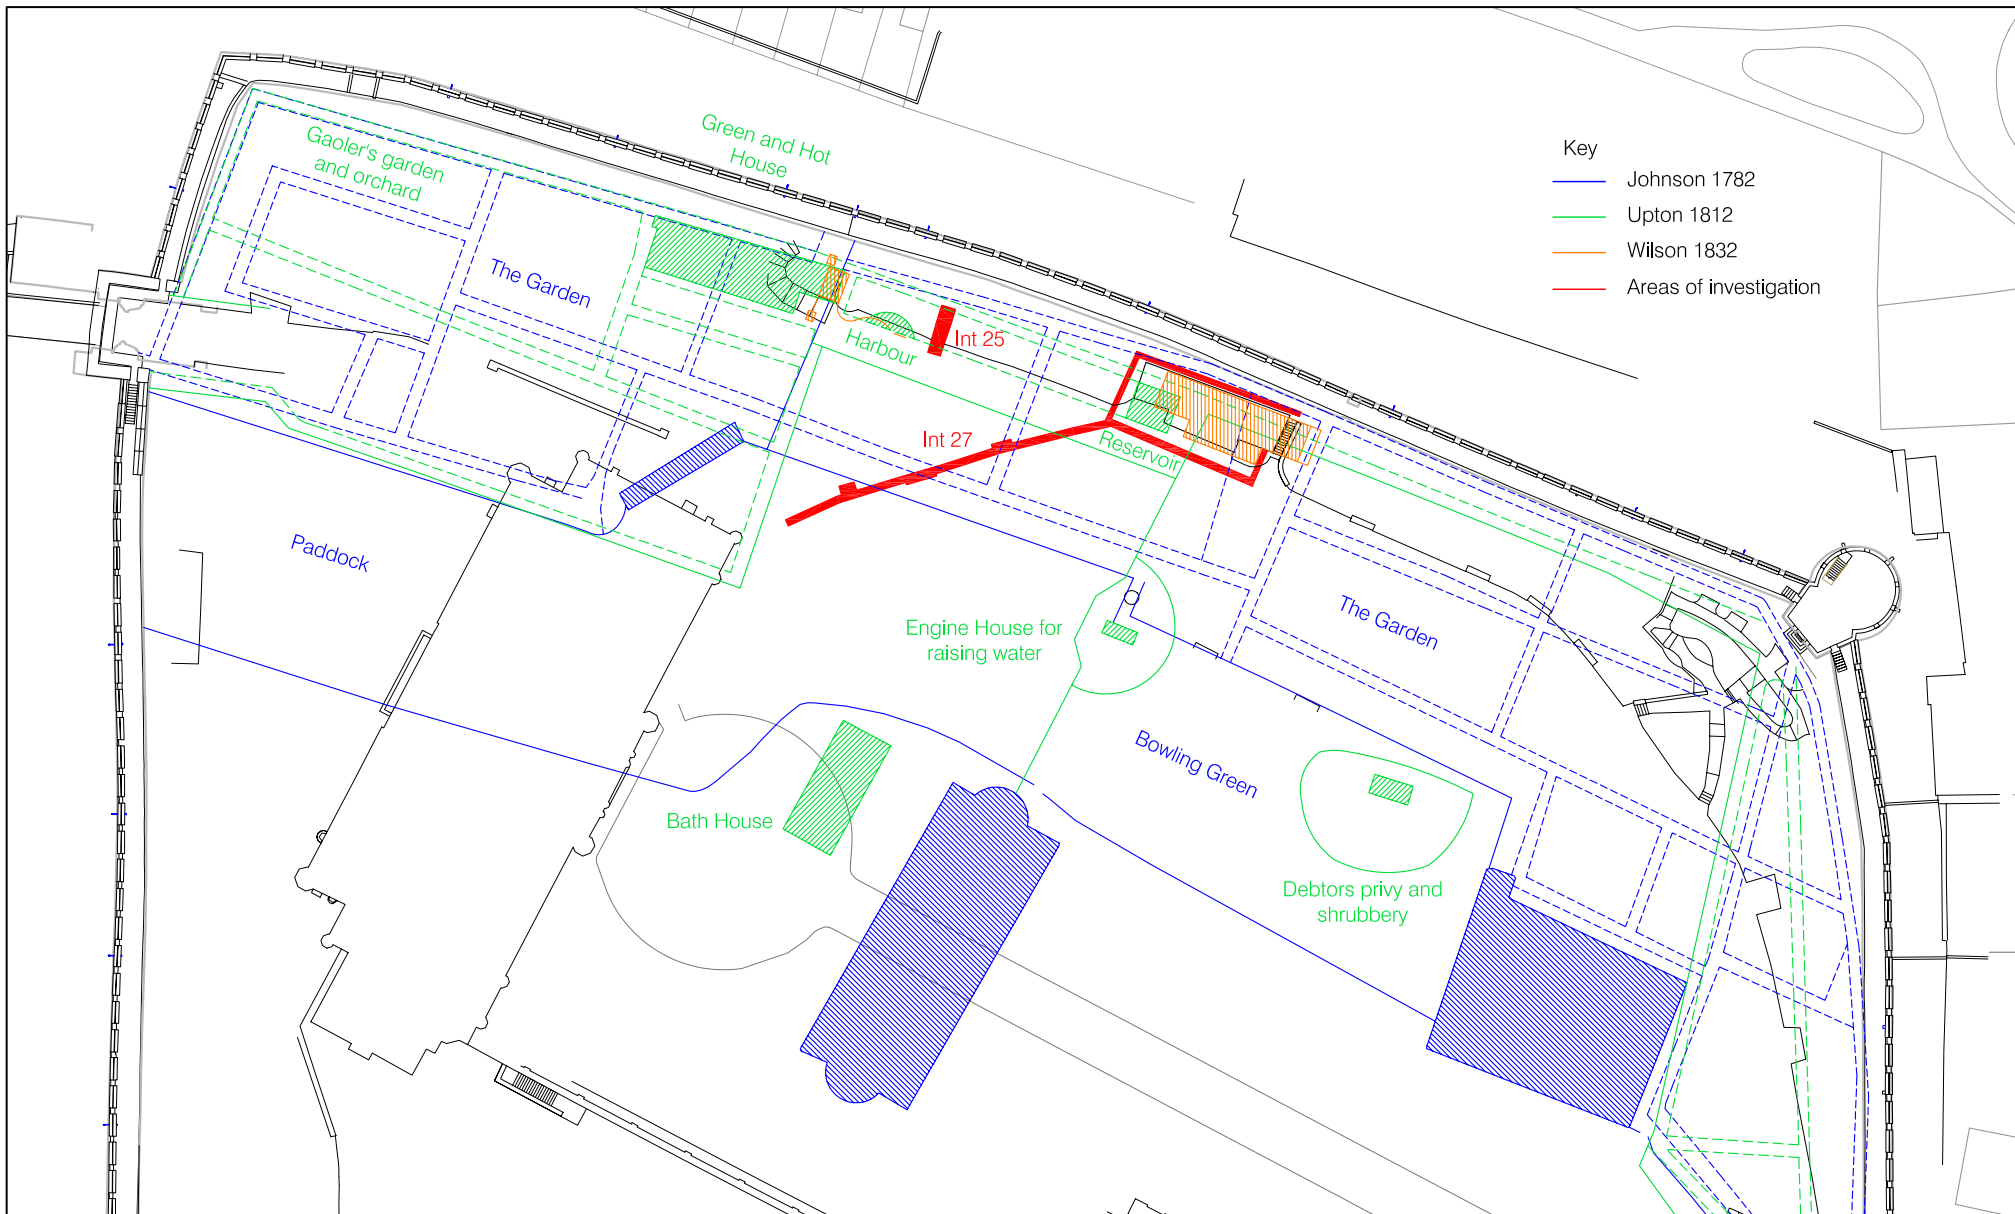 Green and Hot
House
Gaoler's garden
and orchard
Key
Johnson 1782
Upton 1812
Wilson 1832
Areas of investigation
The Garden
Harbour
Int 25
Int 27
Reservoir
Paddock
Engine House for
raising water
The Garden
Bowling Green
Bath House
Debtors privy and
shrubbery